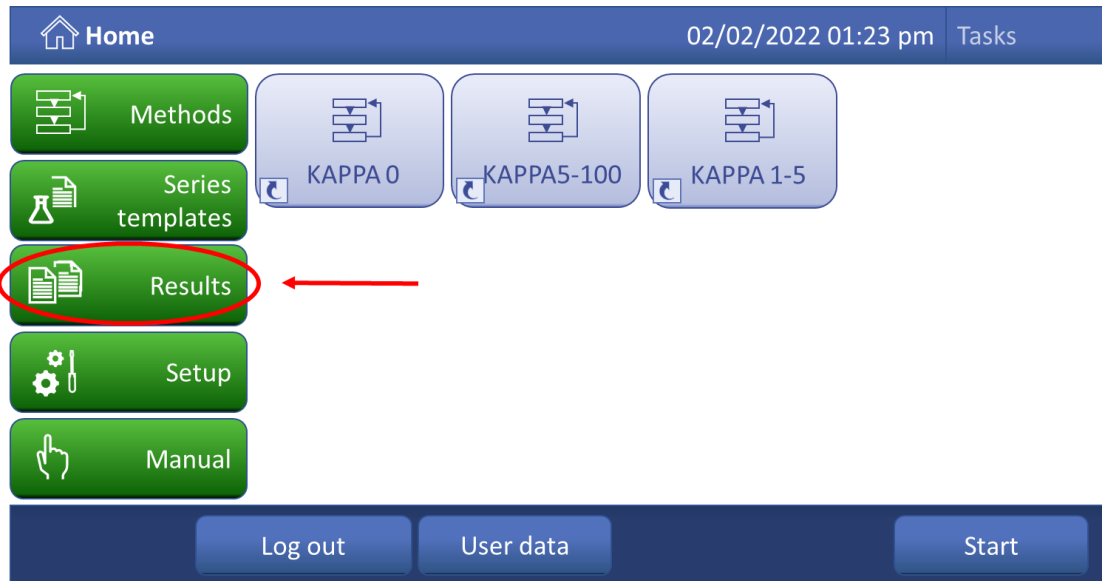 Home
02/02/2022 01:23 pm
Tasks
Methods
Series
templates
Results
Setup
Manual
KAPPA 0
KAPPA5-100
KAPPA 1-5
Log out
User data
Start